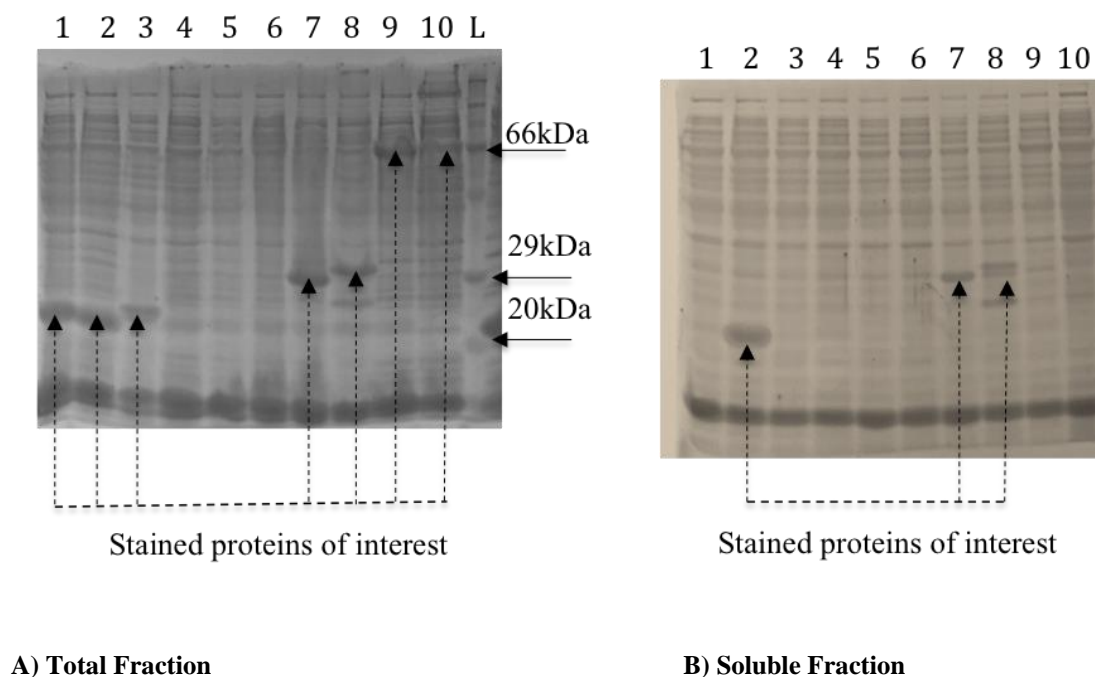 1 2 3 4 5 6 7 8 9 10 L
1 2 3 4 5 6 7 8 9 10
66kDa
29kDa
20kDa
Stained proteins of interest
Stained proteins of interest
A) Total Fraction
B) Soluble Fraction